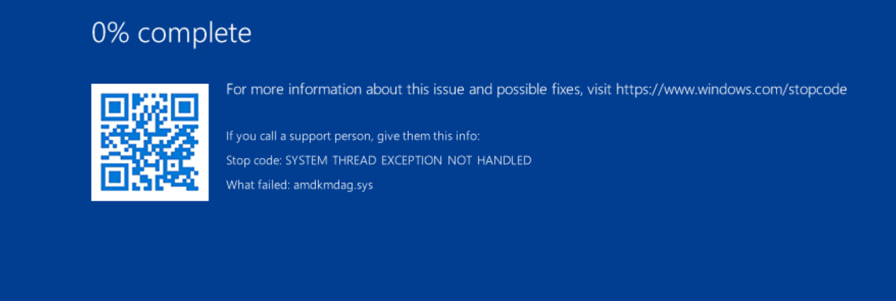 0% complete
For more information about this issue and possible fixes, visit https://www.windows.com/stopcode
If you call a support person, give them this info:
Stop code: SYSTEM THREAD EXCEPTION NOT HANDLED
What failed: amdkmdag.sys